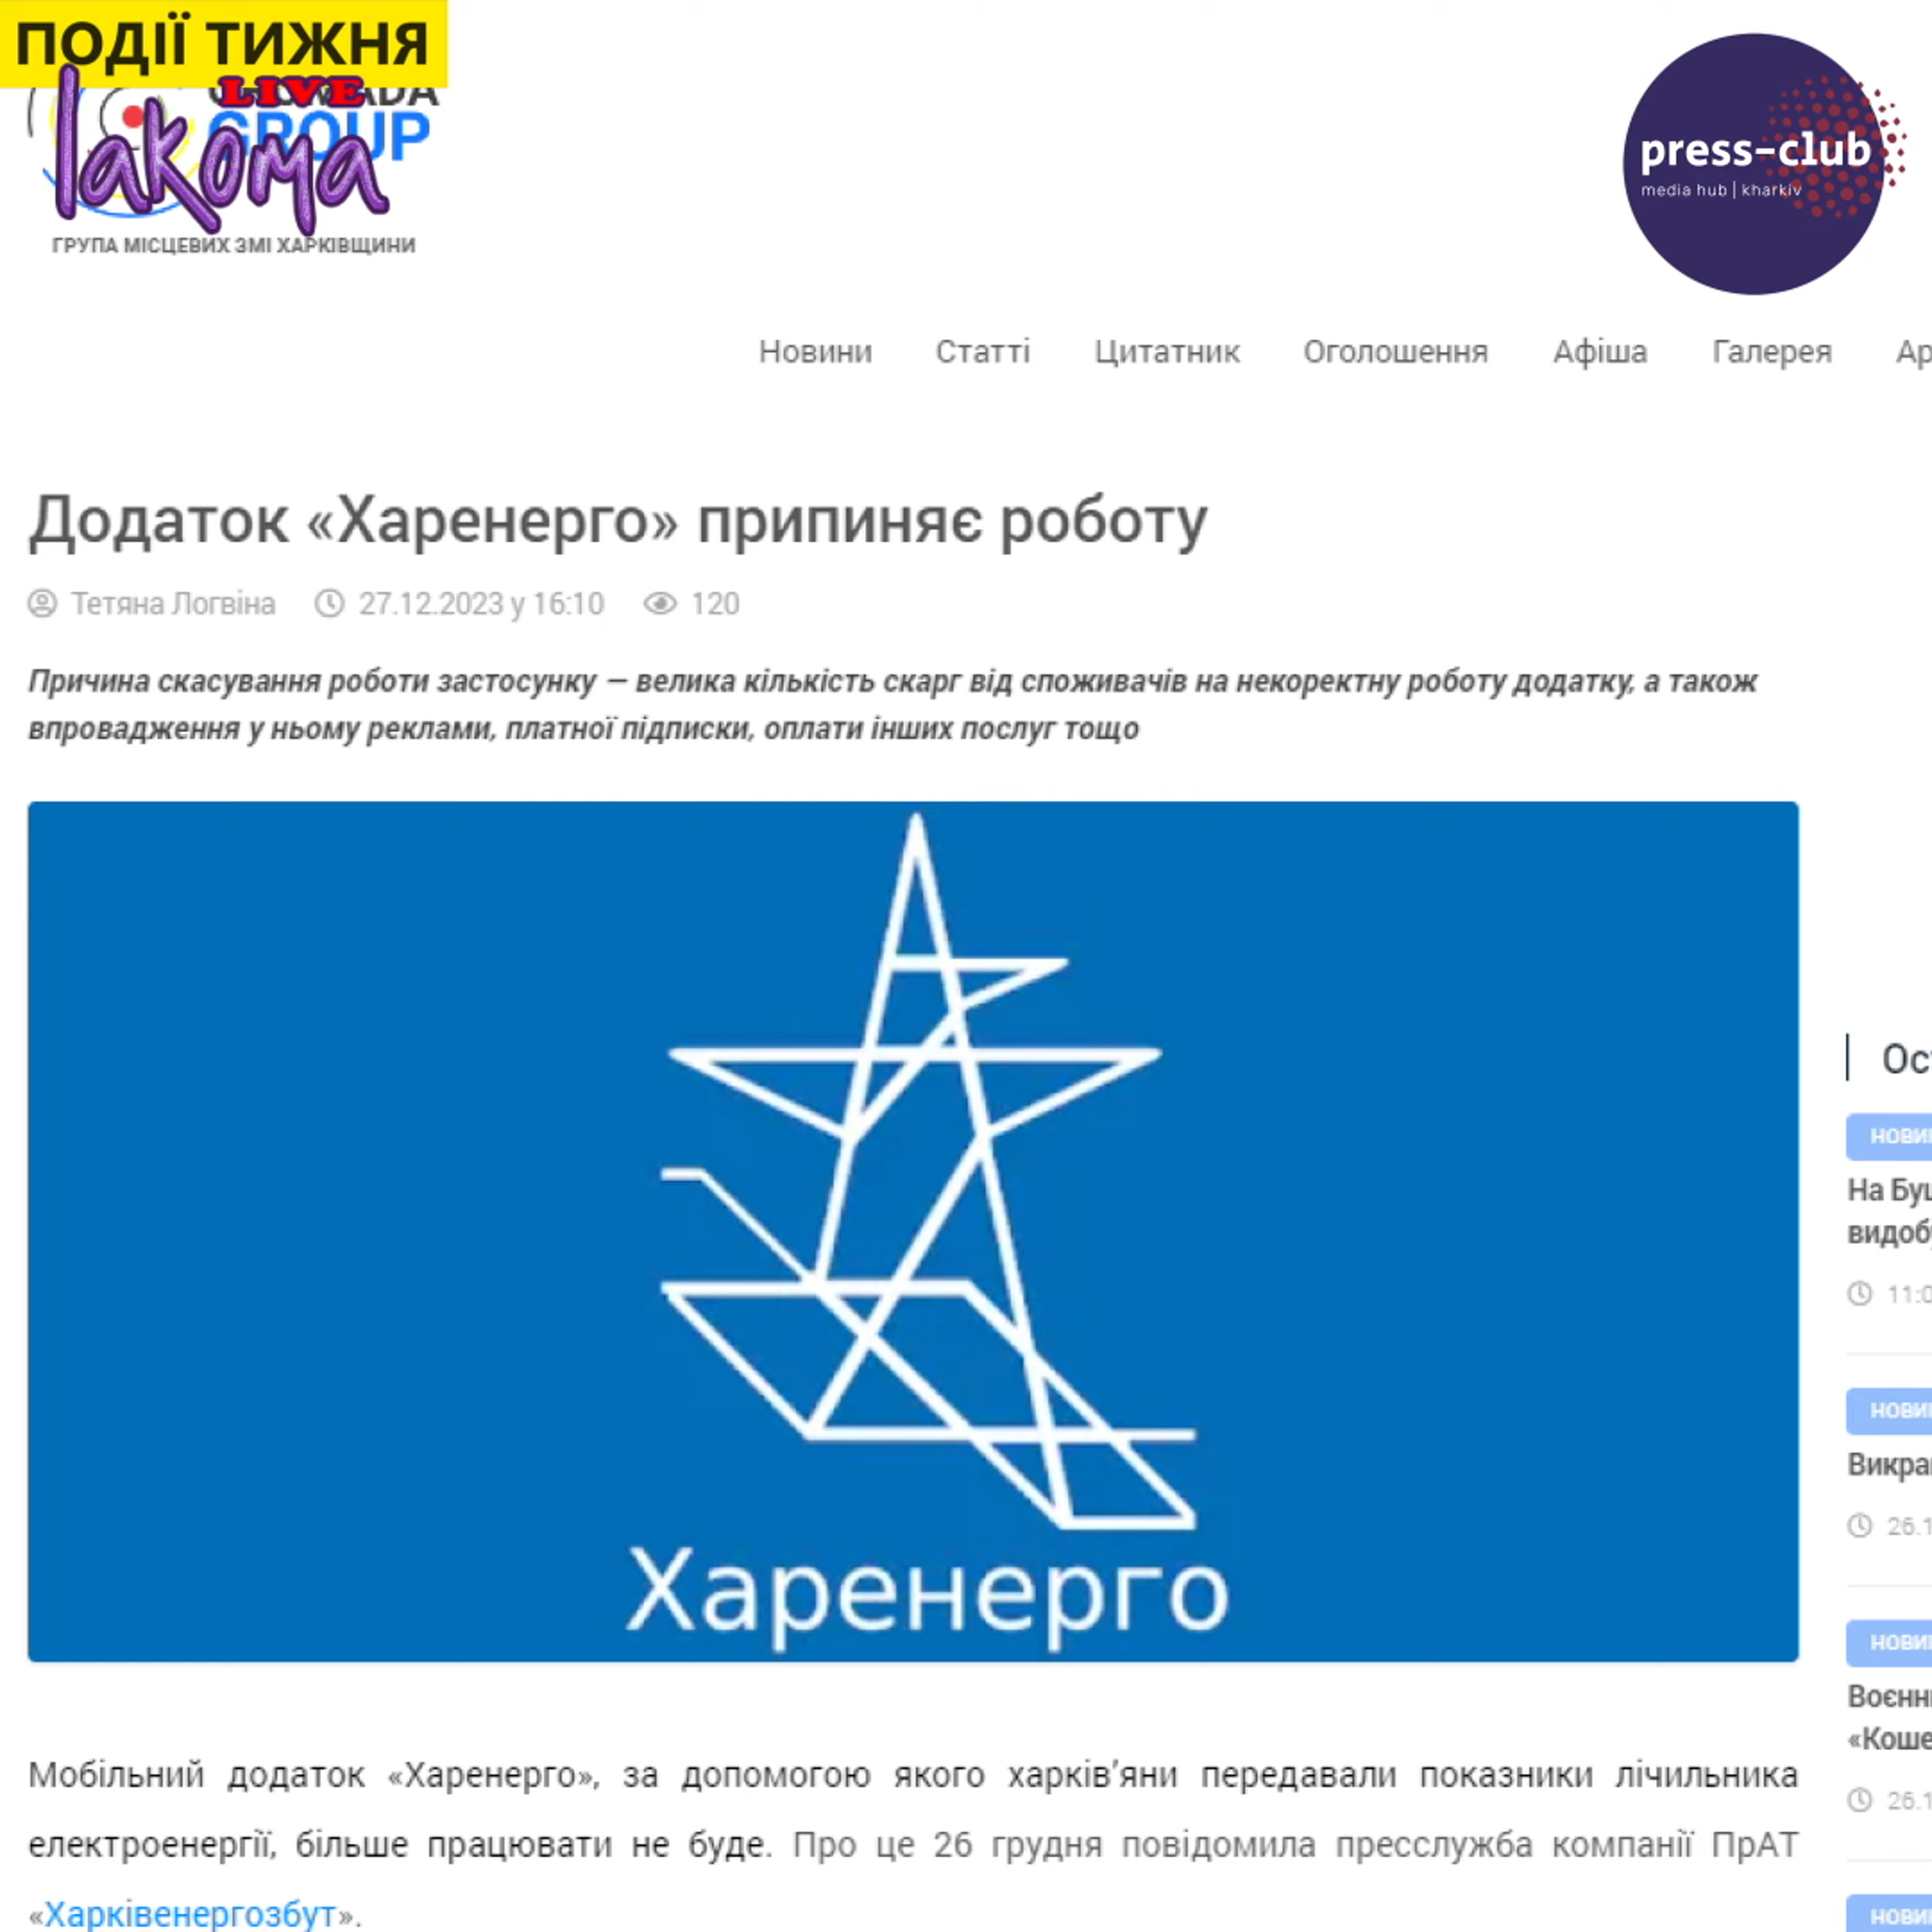 ПОДІЇ ТИЖНЯ
LIVE
lакома
GROUP
ГРУПА МІСЦЕВИХ ЗМІ ХАРКІВЩИНИ
press-club
media hub | kharkiv
Новини Статті Цитатник Оголошення Афіша Галерея
Додаток «Харенерго» припиняє роботу
Тетяна Логвіна 27.12.2023 у 16:10 120
Причина скасування роботи застосунку — велика кількість скарг від споживачів на некоректну роботу додатку, а також
впровадження у ньому реклами, платної підписки, оплати інших послуг тощо
Харенерго
Мобільний додаток «Харенерго», за допомогою якого харків’яни передавали показники лічильника
електроенергії, більше працювати не буде. Про це 26 грудня повідомила пресслужба компанії ПрАТ
«Харківенергозбут».
На